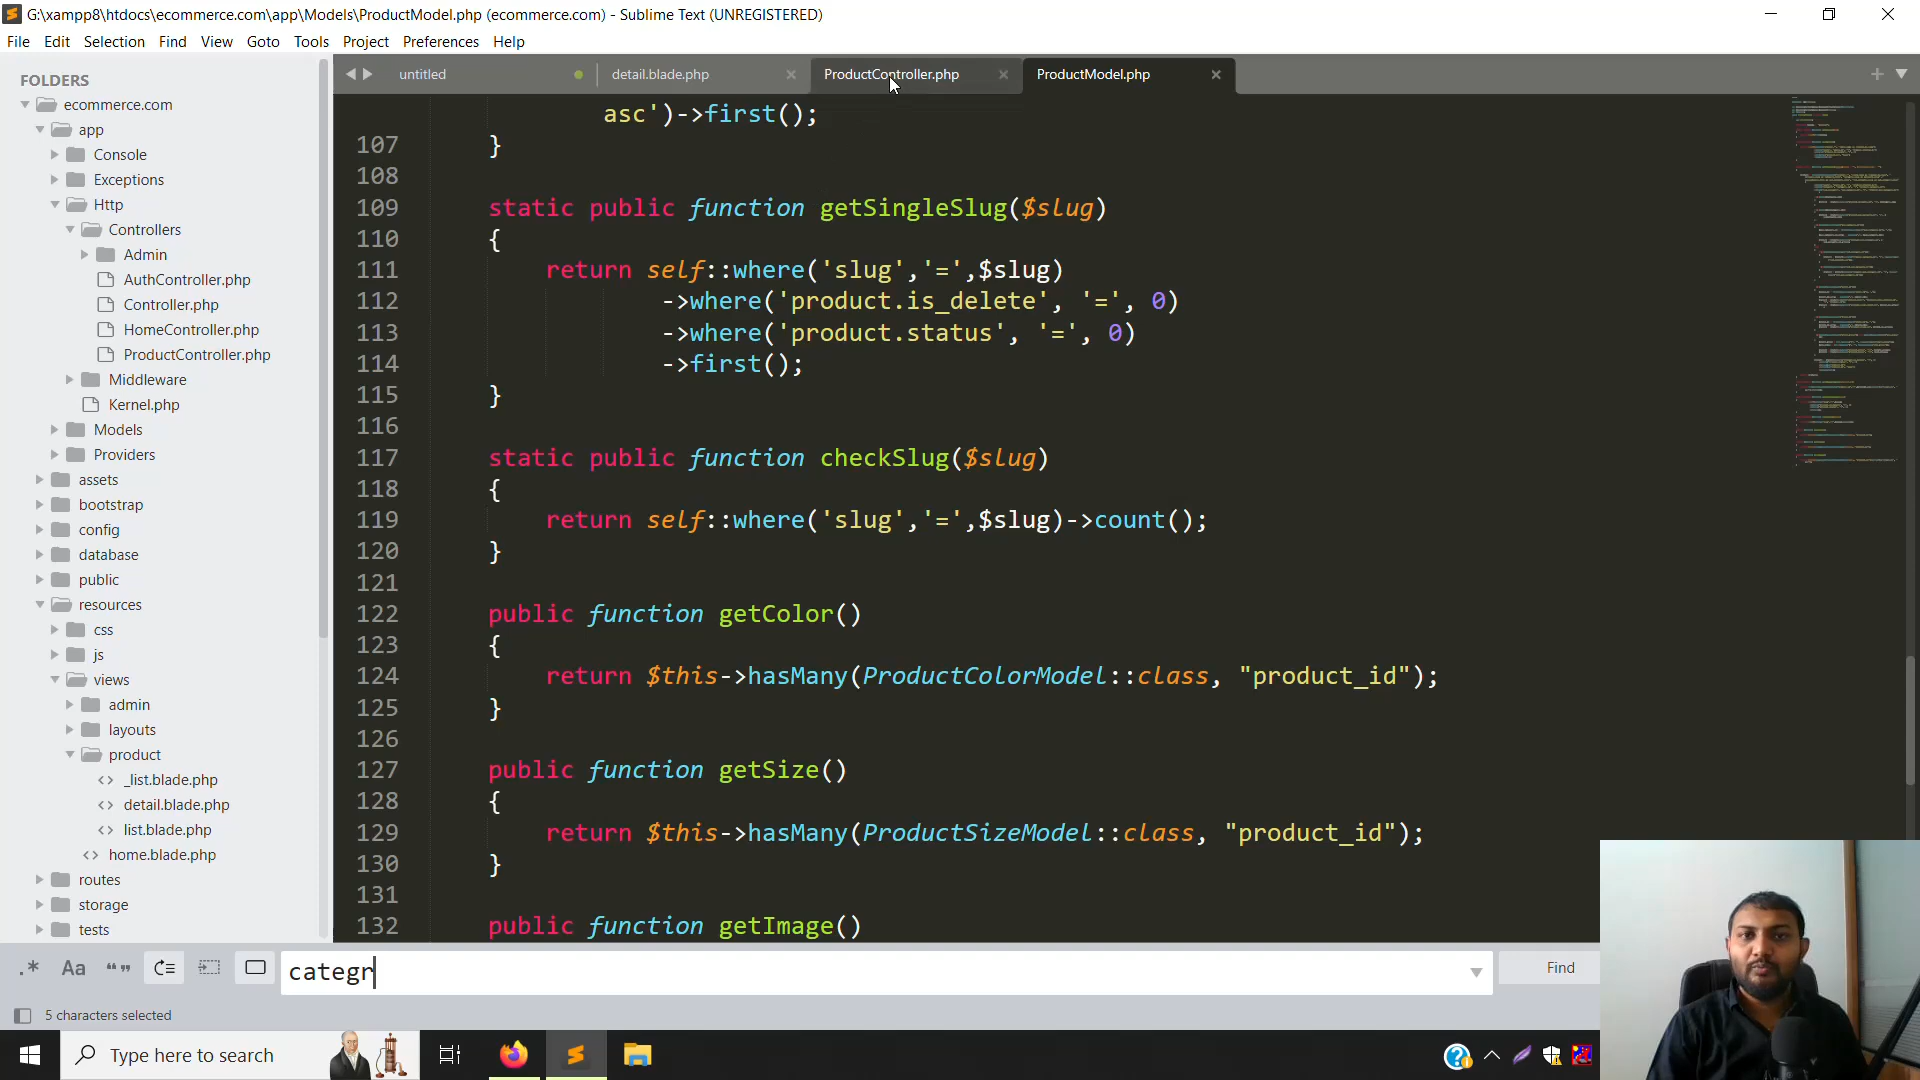 G:\xampp8\htdocs\ecommerce.com\app\Models\ProductModel.php (ecommerce.com) - Sublime Text (UNREGISTERED)
File Edit Selection Find View Goto Tools Project Preferences Help
FOLDERS
ecommerce.com
app
Console
Exceptions
Http
Controllers
Admin
AuthController.php
Controller.php
HomeController.php
ProductController.php
Middleware
Kernel.php
Models
Providers
assets
bootstrap
config
database
public
resources
css
js
views
admin
layouts
product
_list.blade.php
detail.blade.php
list.blade.php
home.blade.php
routes
storage
tests
untitled detail.blade.php ProductController.php ProductModel.php
asc')->first();
107 }
108
109 static public function getSingleSlug($slug)
110 {
111 return self::where('slug','=',$slug)
112 ->where('product.is_delete', '=', 0)
113 ->where('product.status', '=', 0)
114 ->first();
115 }
116
117 static public function checkSlug($slug)
118 {
119 return self::where('slug','=',$slug)->count();
120 }
121
122 public function getColor()
123 {
124 return $this->hasMany(ProductColorModel::class, "product_id");
125 }
126
127 public function getSize()
128 {
129 return $this->hasMany(ProductSizeModel::class, "product_id");
130 }
131
132 public function getImage()
.* Aa “” categr Find
5 characters selected
Type here to search